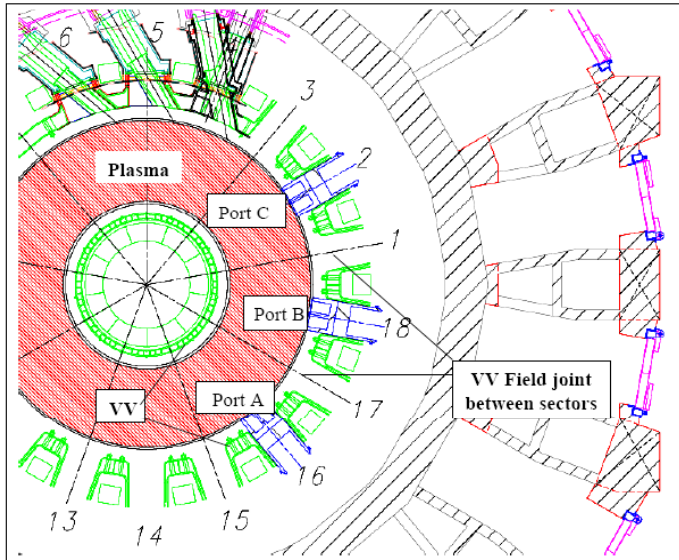 6
5
4
3
Plasma
2
Port C
1
Port B
18
VV Field joint
between sectors
Port A
17
VV
16
13
14
15